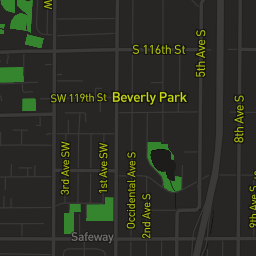 W
S 116th St
5th Ave S
SW 119th St
Beverly Park
8th Ave S
3rd Ave SW
1st Ave SW
Occidental Ave S
2nd Ave S
9th Ave S
Safeway